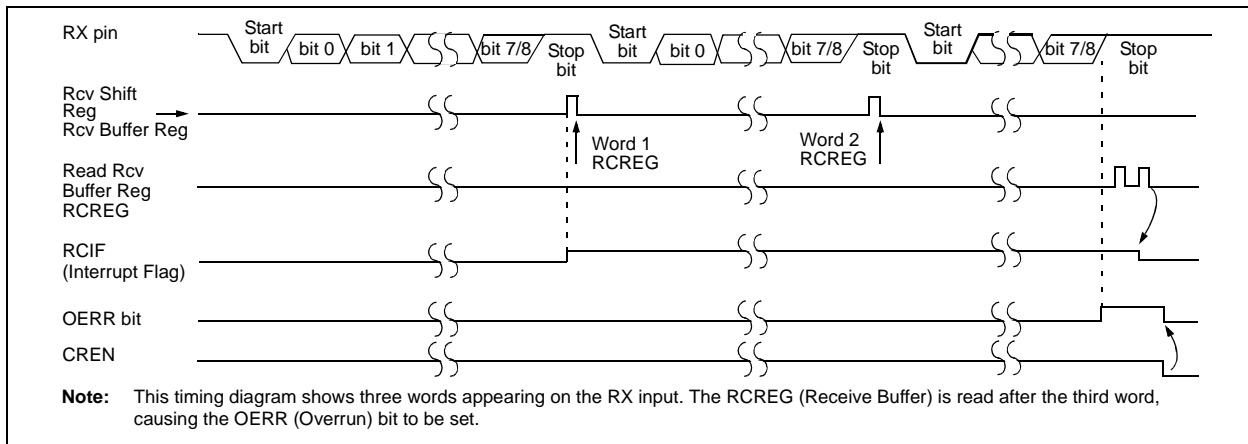 RX pin
Start
bit
bit 0
bit 1
bit 7/8
Stop
bit
Start
bit
bit 0
bit 7/8
Stop
bit
Start
bit
bit 7/8
Stop
bit
Rcv Shift
Reg
Rcv Buffer Reg
Word 1
RCREG
Word 2
RCREG
Read Rcv
Buffer Reg
RCREG
RCIF
(Interrupt Flag)
OERR bit
CREN
Note: This timing diagram shows three words appearing on the RX input. The RCREG (Receive Buffer) is read after the third word,
causing the OERR (Overrun) bit to be set.